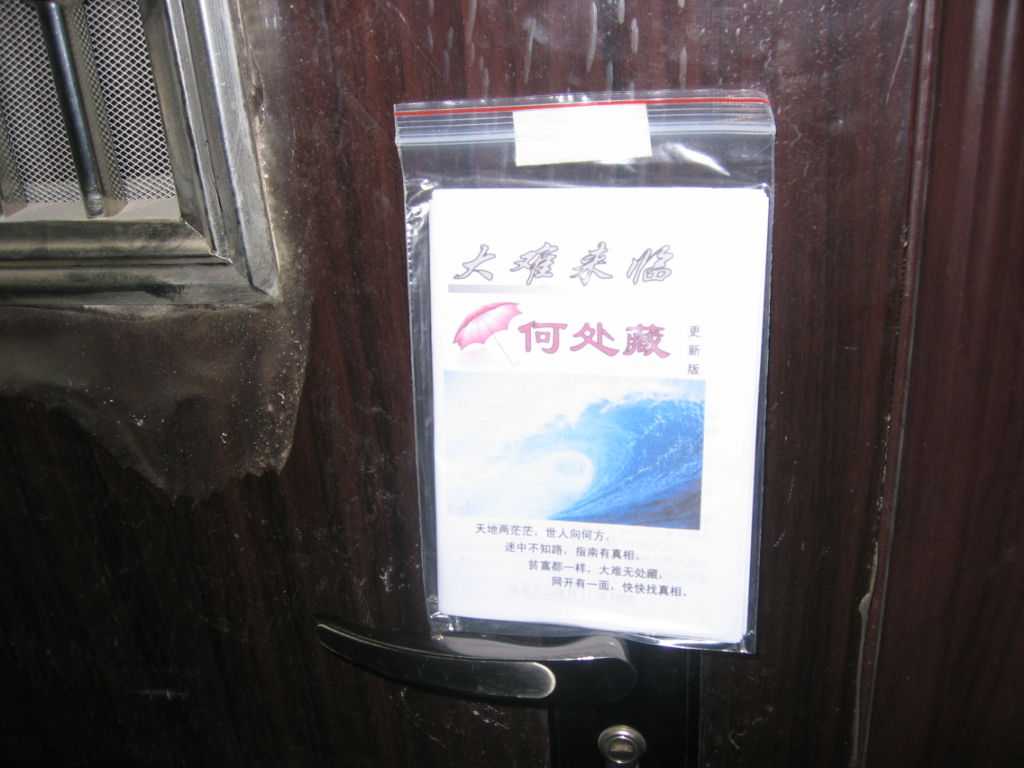 大难来临
何处藏
更新版
天地两茫茫，世人向何方，
迷中不知路，指南有真相。
贫富都一样，大难无处藏，
网开有一面，快快找真相。